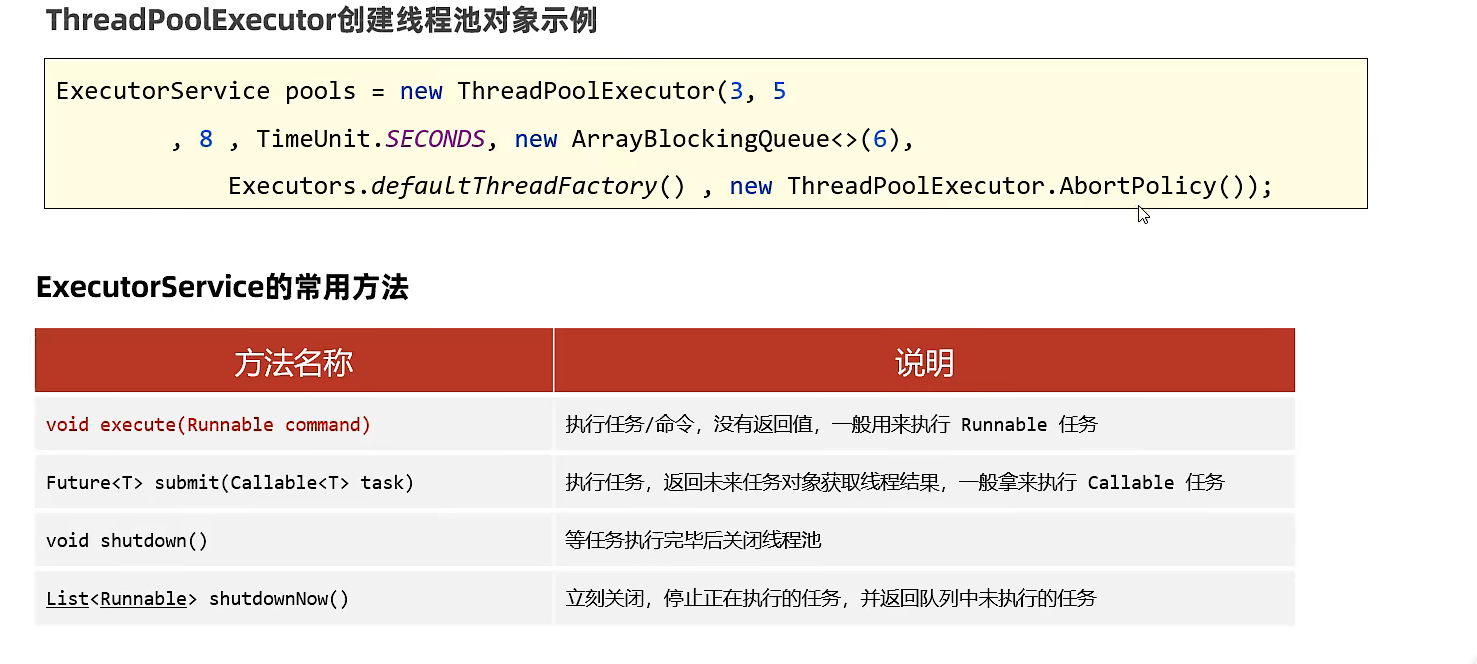 ThreadPoolExecutor创建线程池对象示例
ExecutorService pools = new ThreadPoolExecutor(3, 5
, 8 , TimeUnit.SECONDS, new ArrayBlockingQueue<>(6),
Executors.defaultThreadFactory() , new ThreadPoolExecutor.AbortPolicy());
ExecutorService的常用方法
方法名称 说明
void execute(Runnable command) 执行任务/命令，没有返回值，一般用来执行 Runnable 任务
Future<T> submit(Callable<T> task) 执行任务，返回未来任务对象获取线程结果，一般拿来执行 Callable 任务
void shutdown() 等任务执行完毕后关闭线程池
List<Runnable> shutdownNow() 立刻关闭，停止正在执行的任务，并返回队列中未执行的任务